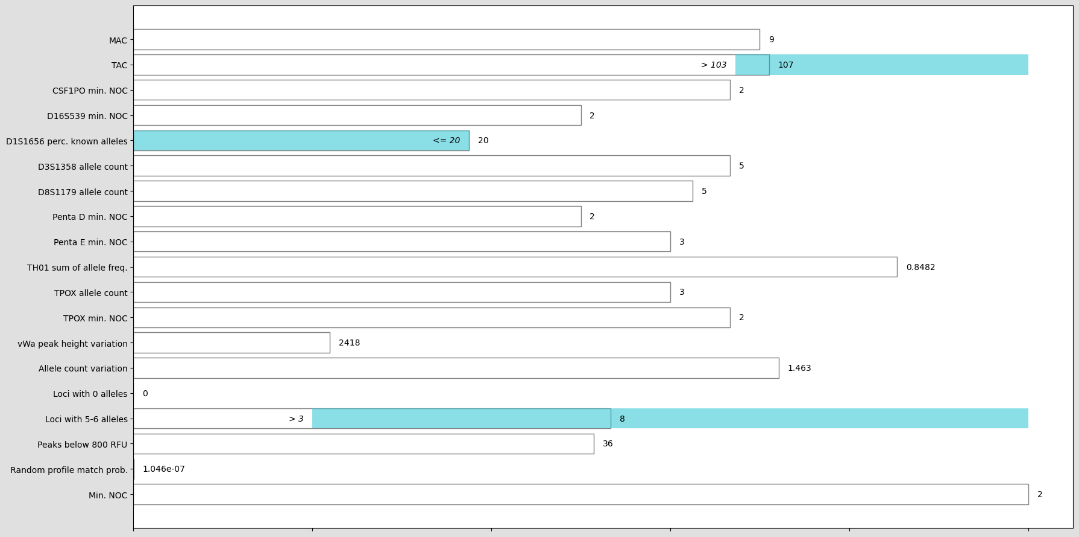 MAC 9
TAC > 103 107
CSF1PO min. NOC 2
D16S539 min. NOC 2
D1S1656 perc. known alleles <= 20 20
D3S1358 allele count 5
D8S1179 allele count 5
Penta D min. NOC 2
Penta E min. NOC 3
TH01 sum of allele freq. 0.8482
TPOX allele count 3
TPOX min. NOC 2
vWa peak height variation 2418
Allele count variation 1.463
Loci with 0 alleles 0
Loci with 5-6 alleles > 3 8
Peaks below 800 RFU 36
Random profile match prob. 1.046e-07
Min. NOC 2